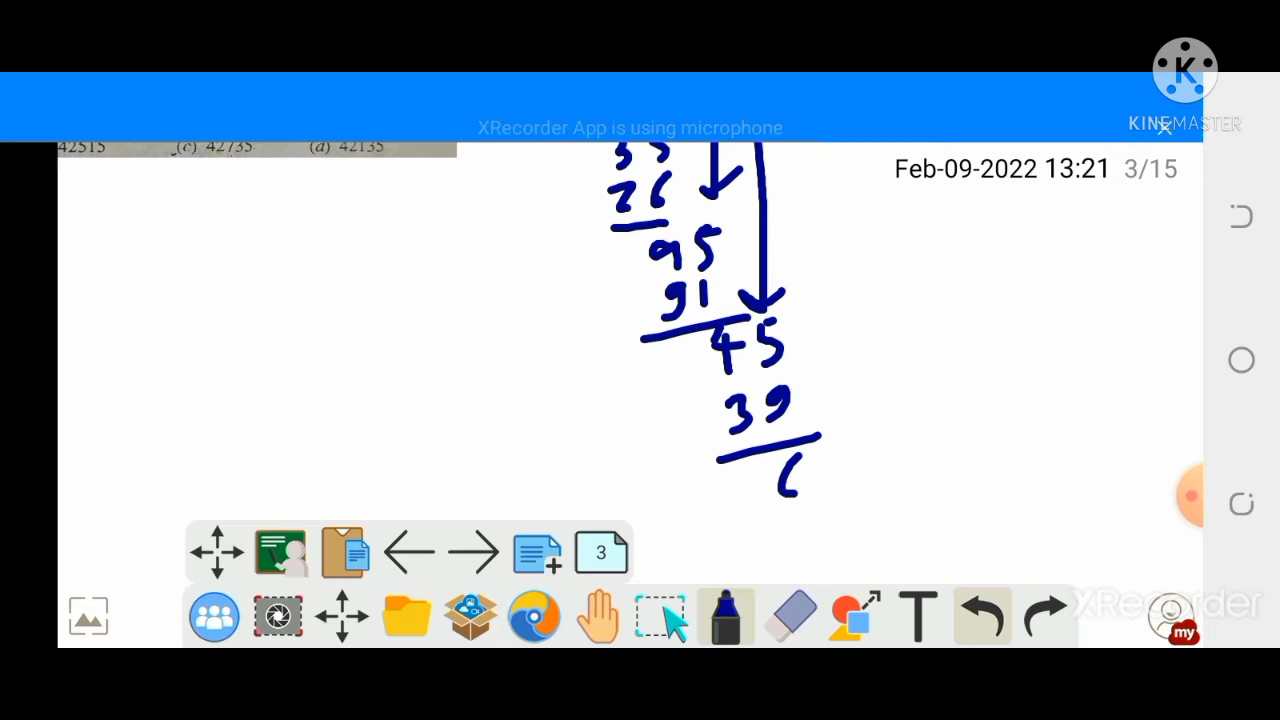 KINEMASTER
XRecorder App is using microphone
42515 (c) 42735 (d) 42135
Feb-09-2022 13:21 3/15
26
95
91
45
39
6
3
T
XRecorder
my